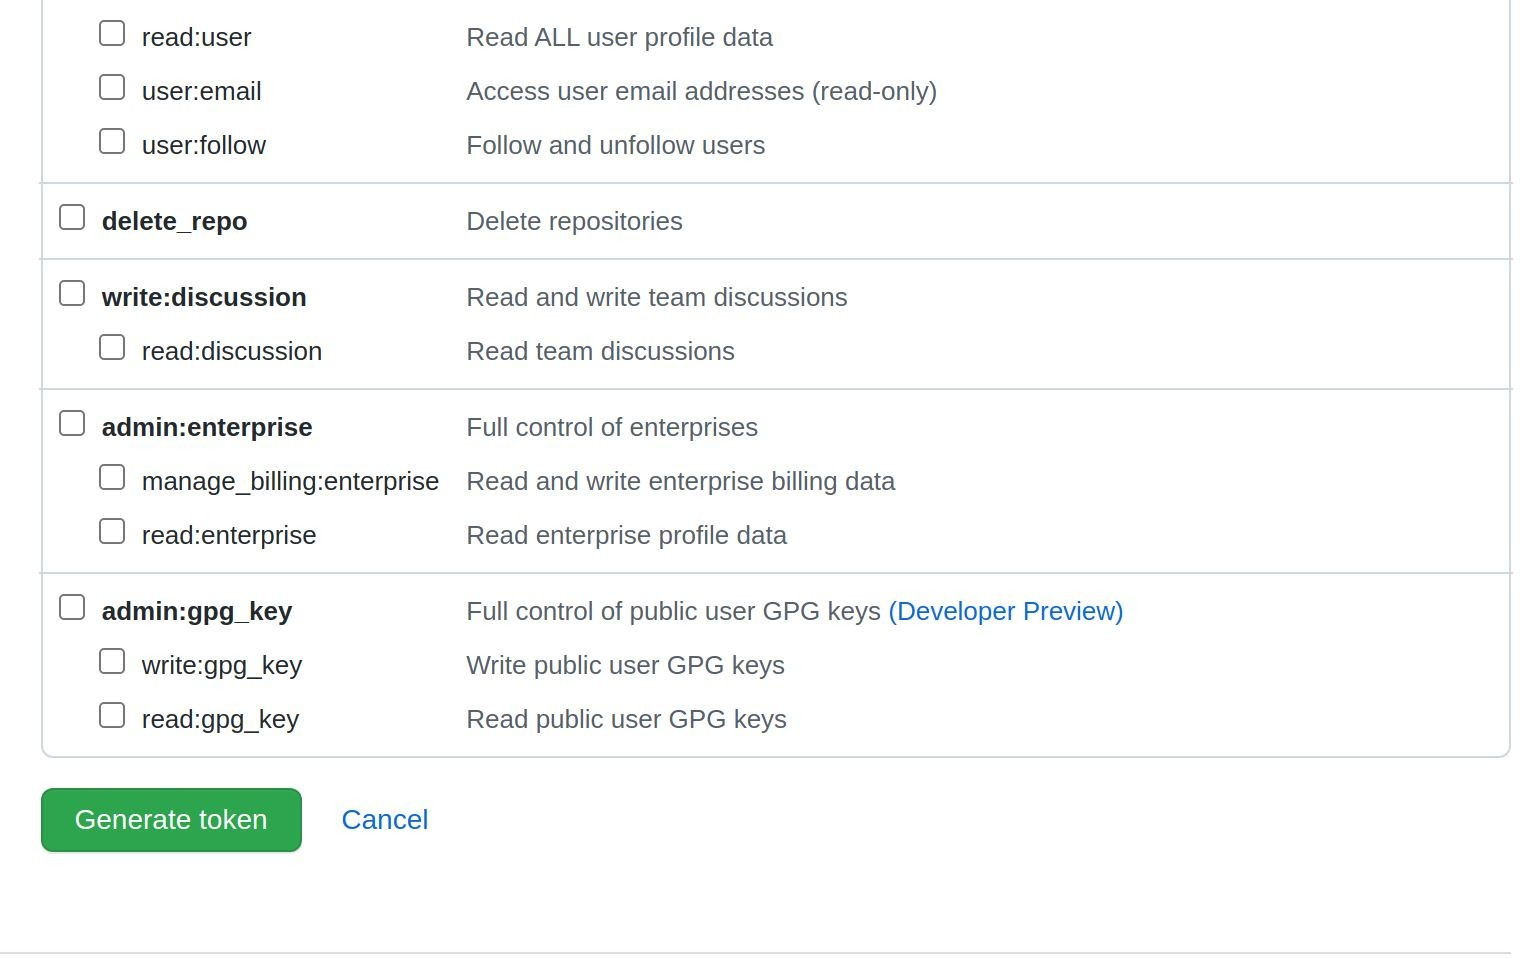 read:user Read ALL user profile data
user:email Access user email addresses (read-only)
user:follow Follow and unfollow users
delete_repo Delete repositories
write:discussion Read and write team discussions
read:discussion Read team discussions
admin:enterprise Full control of enterprises
manage_billing:enterprise Read and write enterprise billing data
read:enterprise Read enterprise profile data
admin:gpg_key Full control of public user GPG keys (Developer Preview)
write:gpg_key Write public user GPG keys
read:gpg_key Read public user GPG keys
Generate token Cancel